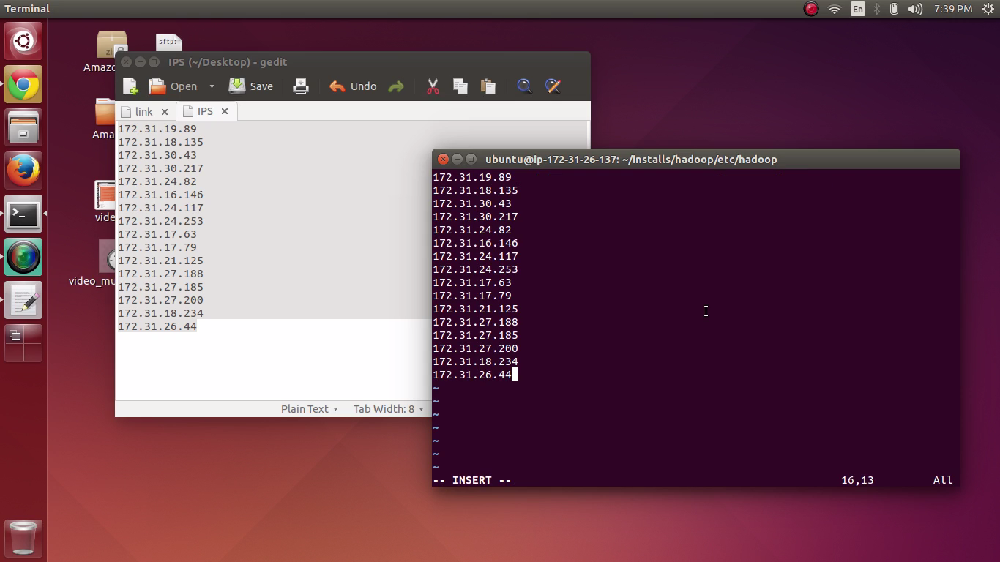 Terminal
En
7:39 PM
sftp:
IPS (~/Desktop) - gedit
Open
Save
Undo
link
IPS
172.31.19.89
172.31.18.135
172.31.30.43
172.31.30.217
172.31.24.82
172.31.16.146
172.31.24.117
172.31.24.253
172.31.17.63
172.31.17.79
172.31.21.125
172.31.27.188
172.31.27.185
172.31.27.200
172.31.18.234
172.31.26.44
Plain Text
Tab Width: 8
ubuntu@ip-172-31-26-137: ~/installs/hadoop/etc/hadoop
172.31.19.89
172.31.18.135
172.31.30.43
172.31.30.217
172.31.24.82
172.31.16.146
172.31.24.117
172.31.24.253
172.31.17.63
172.31.17.79
172.31.21.125
172.31.27.188
172.31.27.185
172.31.27.200
172.31.18.234
172.31.26.44
~
~
~
~
~
~
~
-- INSERT --
16,13
All